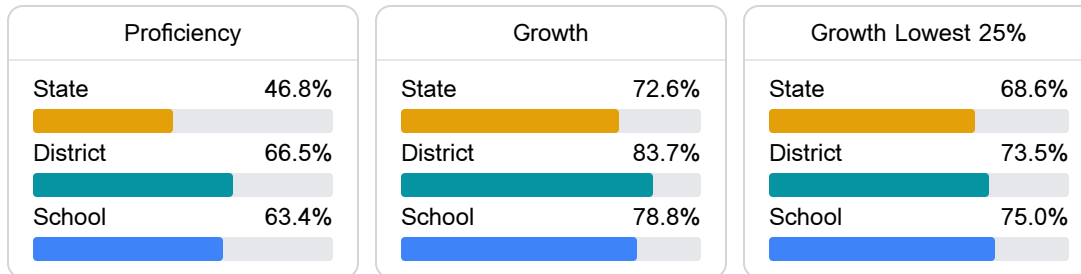 Proficiency
State 46.8%
District 66.5%
School 63.4%
Growth
State 72.6%
District 83.7%
School 78.8%
Growth Lowest 25%
State 68.6%
District 73.5%
School 75.0%